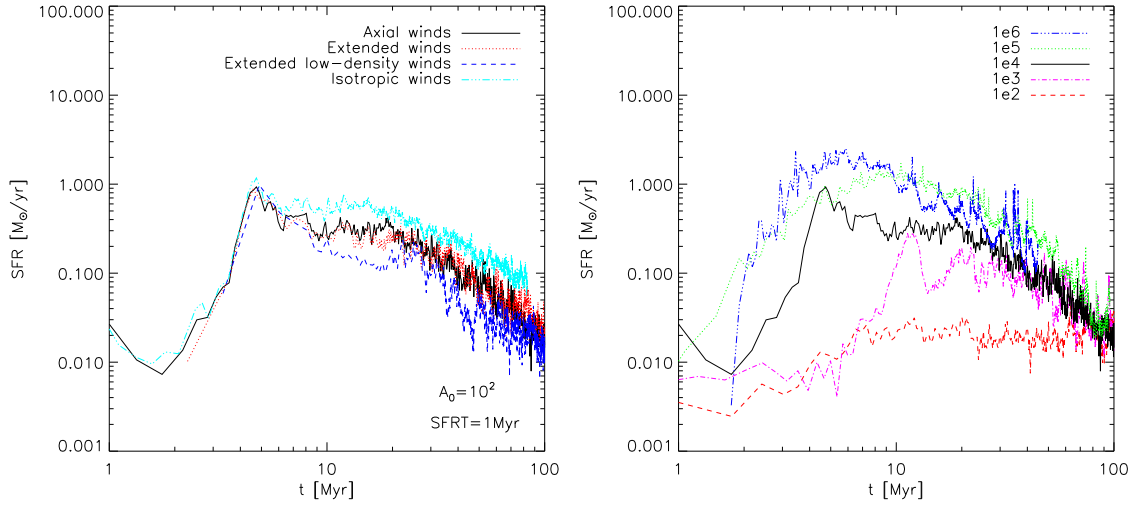 100.000
10.000
1.000
0.100
0.010
0.001
SFR [M☉/yr]
Axial winds
Extended winds
Extended low-density winds
Isotropic winds
A₀=10²
SFRT=1Myr
1
10
100
t [Myr]
100.000
10.000
1.000
0.100
0.010
0.001
SFR [M☉/yr]
1e6
1e5
1e4
1e3
1e2
1
10
100
t [Myr]